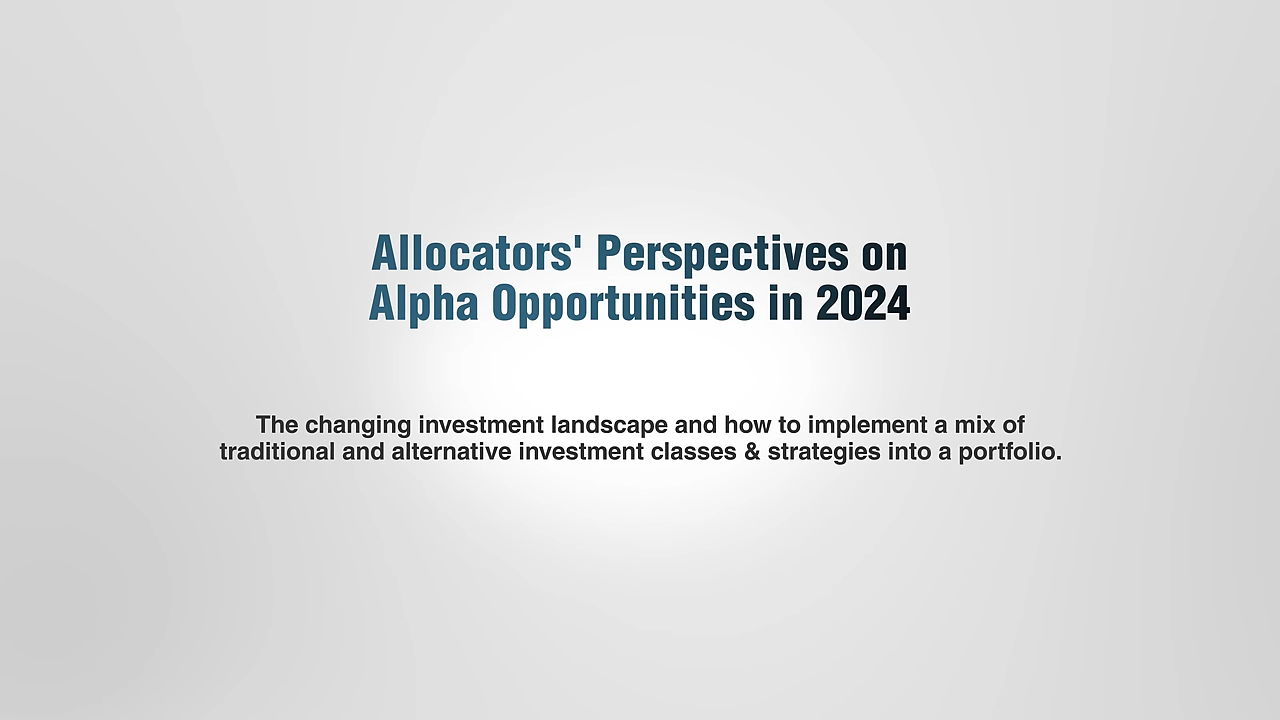 Allocators' Perspectives on
Alpha Opportunities in 2024
The changing investment landscape and how to implement a mix of
traditional and alternative investment classes & strategies into a portfolio.